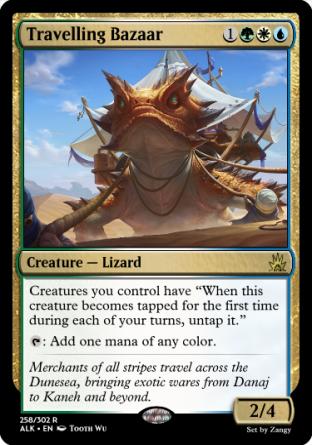 Travelling Bazaar 1
Creature — Lizard
Creatures you control have “When this
creature becomes tapped for the first time
during each of your turns, untap it.”
: Add one mana of any color.
Merchants of all stripes travel across the
Dunesea, bringing exotic wares from Danaj
to Kaneh and beyond.
2/4
258/302 R
ALK • EN Tooth Wu
Set by Zangy